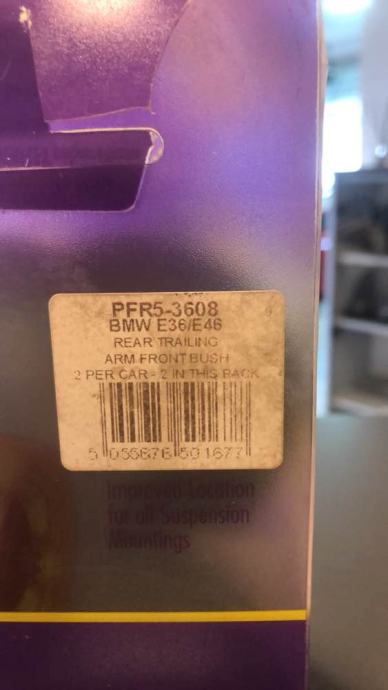 PFR5-3608
BMW E36/E46
REAR TRAILING
ARM FRONT BUSH
2 PER CAR - 2 IN THIS PACK
5 055676 501677
Improved Location
for all Suspension
Mountings